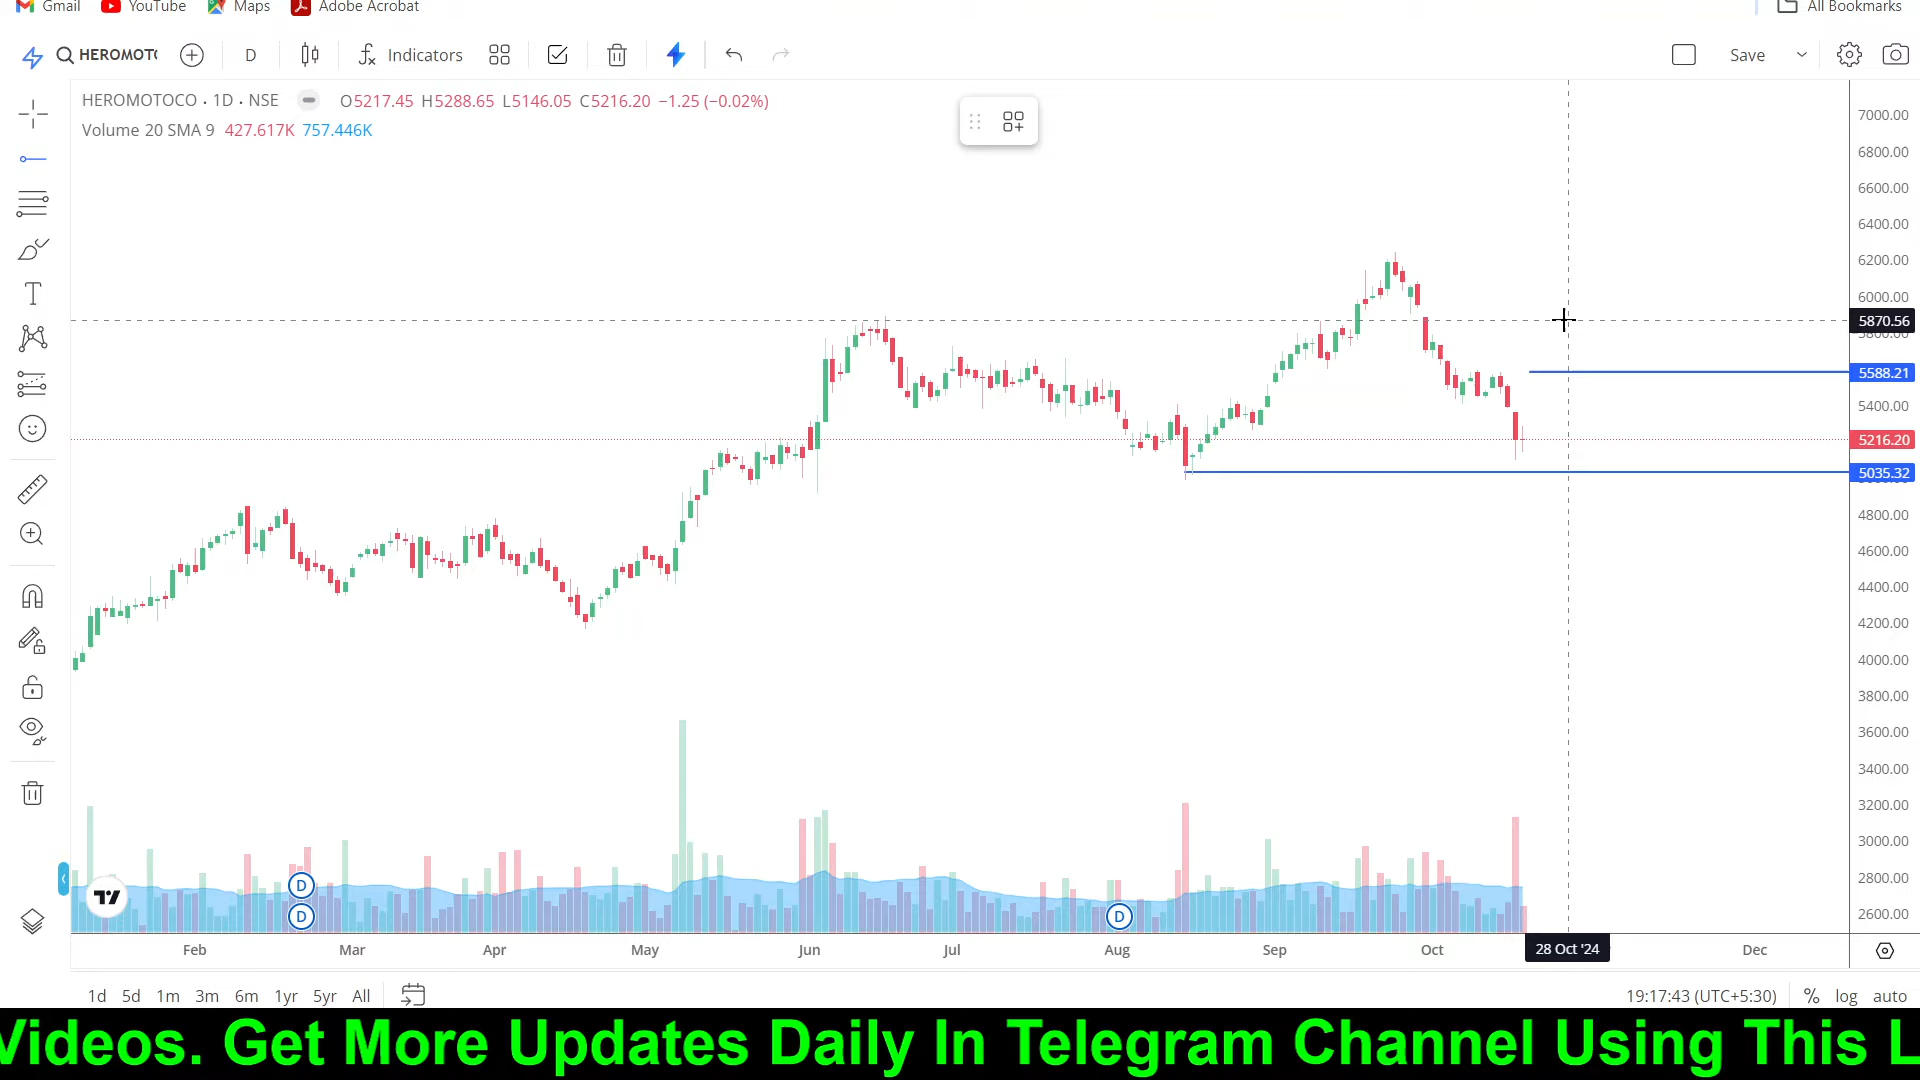 Gmail YouTube Maps Adobe Acrobat All Bookmarks
HEROMOTO D Indicators Save
HEROMOTOCO · 1D · NSE O5217.45 H5288.65 L5146.05 C5216.20 −1.25 (−0.02%)
Volume 20 SMA 9 427.617K 757.446K
7000.00
6800.00
6600.00
6400.00
6200.00
6000.00
5870.56
5800.00
5588.21
5400.00
5216.20
5035.32
4800.00
4600.00
4400.00
4200.00
4000.00
3800.00
3600.00
3400.00
3200.00
3000.00
2800.00
2600.00
D
D D
Feb Mar Apr May Jun Jul Aug Sep Oct 28 Oct '24 Dec
1d 5d 1m 3m 6m 1yr 5yr All 19:17:43 (UTC+5:30) % log auto
Videos. Get More Updates Daily In Telegram Channel Using This L